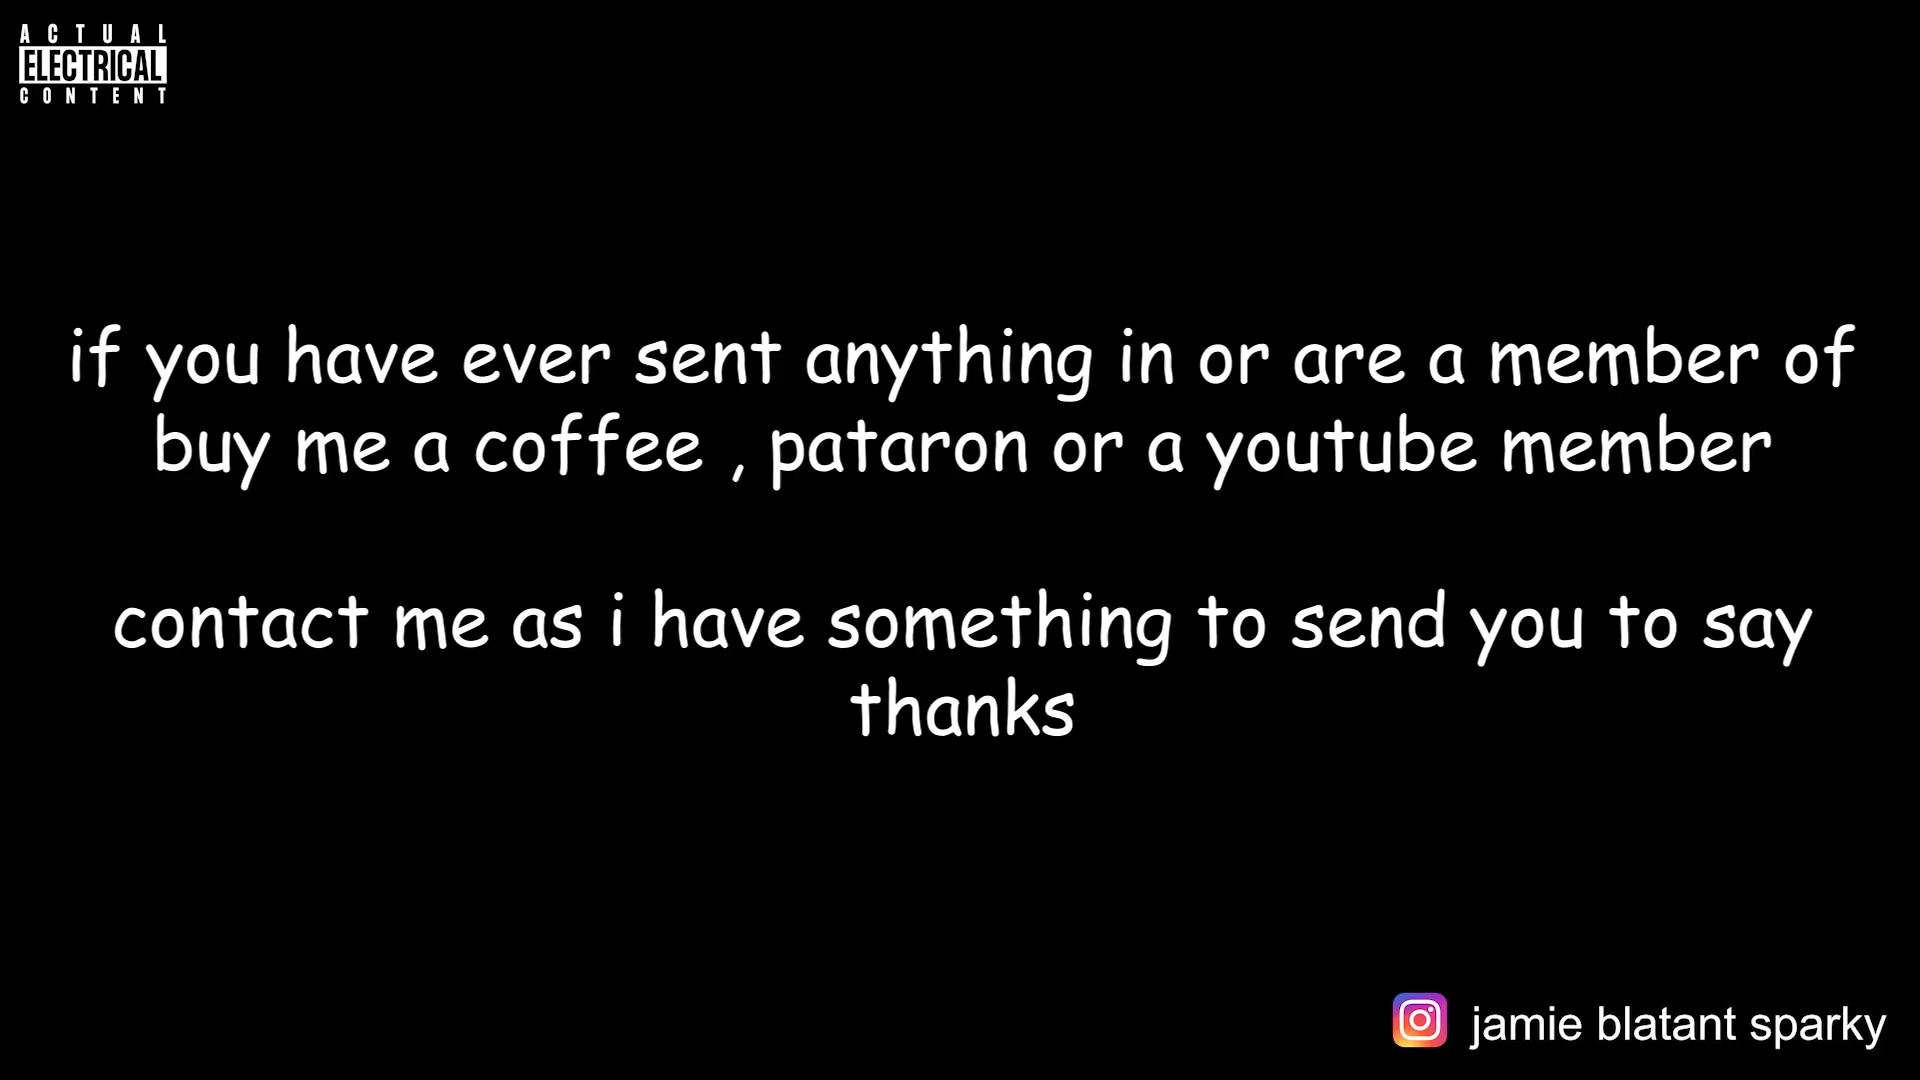 ACTUAL
ELECTRICAL
CONTENT
if you have ever sent anything in or are a member of
buy me a coffee , pataron or a youtube member
contact me as i have something to send you to say
thanks
jamie blatant sparky